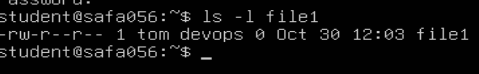 student@safa056:~$ ls -l file1
-rw-r--r-- 1 tom devops 0 Oct 30 12:03 file1
student@safa056:~$ _